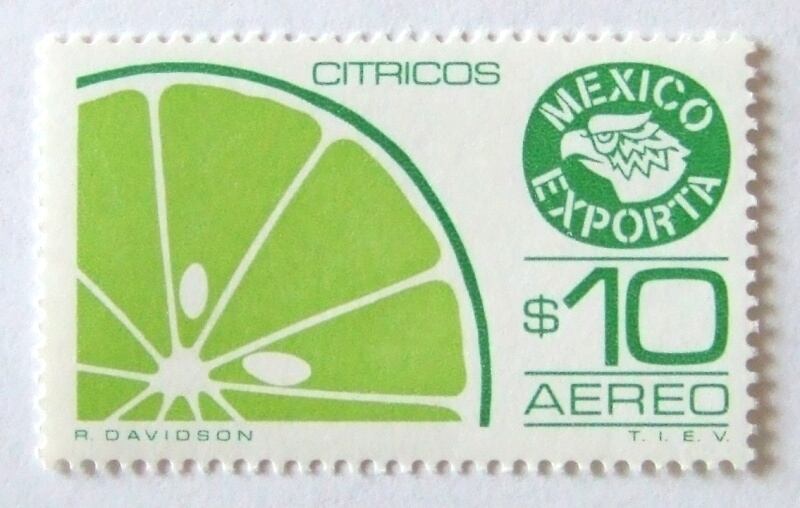 CITRICOS
MEXICO
EXPORTA
$10
AEREO
R. DAVIDSON
T. I. E. V.